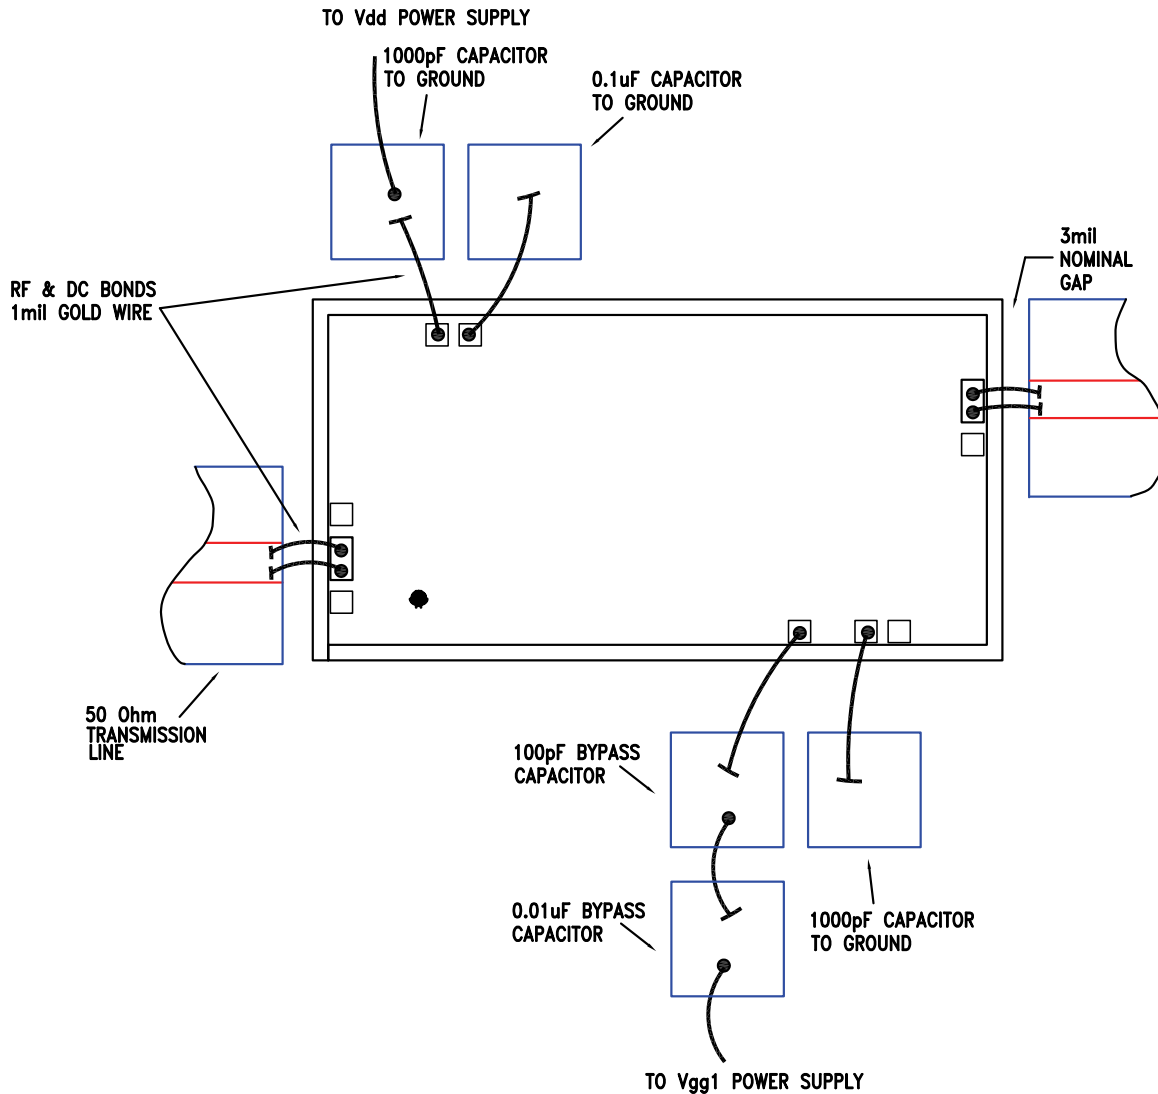 TO Vdd POWER SUPPLY
1000pF CAPACITOR
TO GROUND
0.1uF CAPACITOR
TO GROUND
3mil
NOMINAL
GAP
RF & DC BONDS
1mil GOLD WIRE
50 Ohm
TRANSMISSION
LINE
100pF BYPASS
CAPACITOR
0.01uF BYPASS
CAPACITOR
1000pF CAPACITOR
TO GROUND
TO Vgg1 POWER SUPPLY